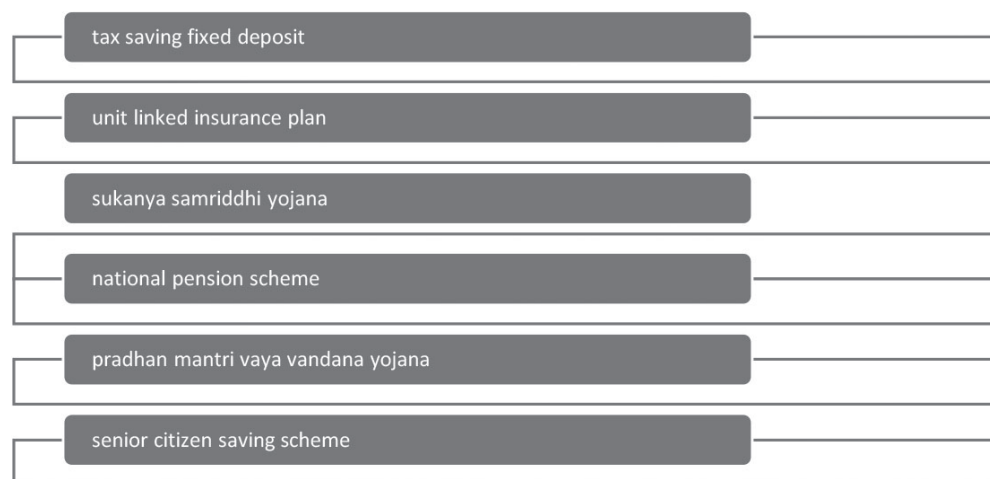 tax saving fixed deposit
unit linked insurance plan
sukanya samriddhi yojana
national pension scheme
pradhan mantri vaya vandana yojana
senior citizen saving scheme